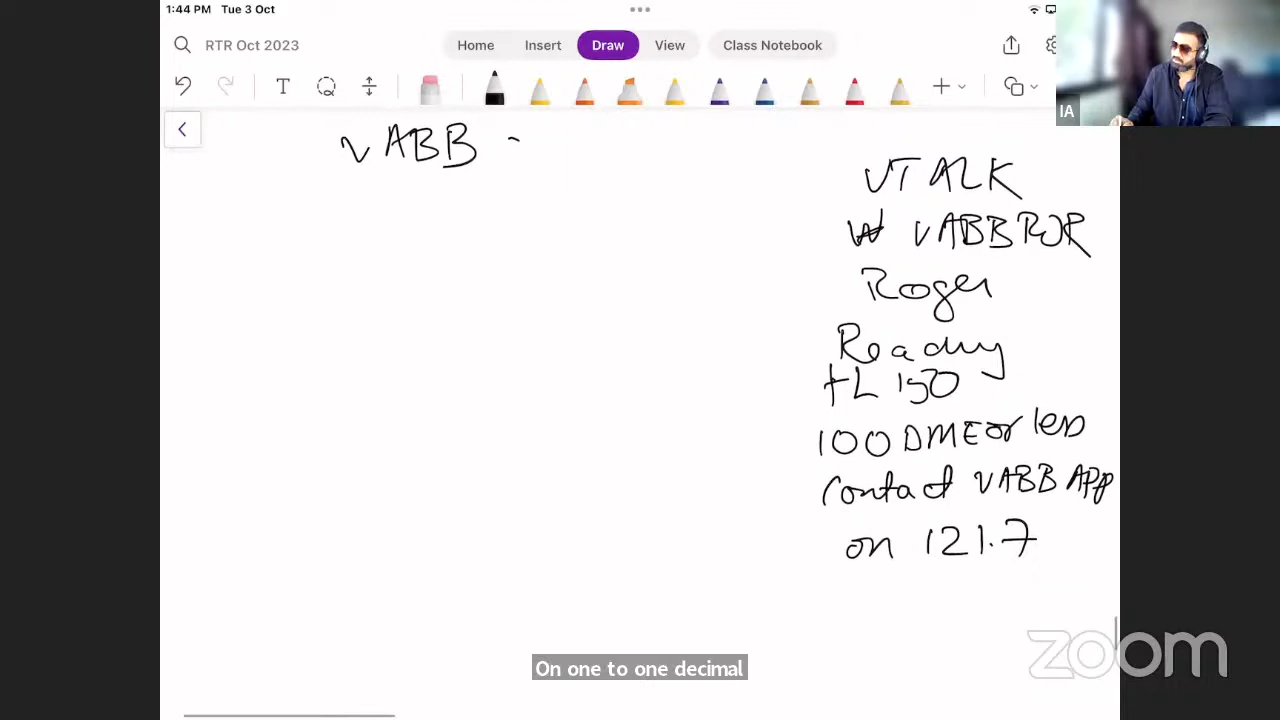 1:44 PM Tue 3 Oct
RTR Oct 2023
Home Insert Draw View Class Notebook
T
IA
VABB -
VTALK
VABB RDR
Roger
Ready
FL 150
100 DME or less
contact VABB App
on 121.7
On one to one decimal
zoom